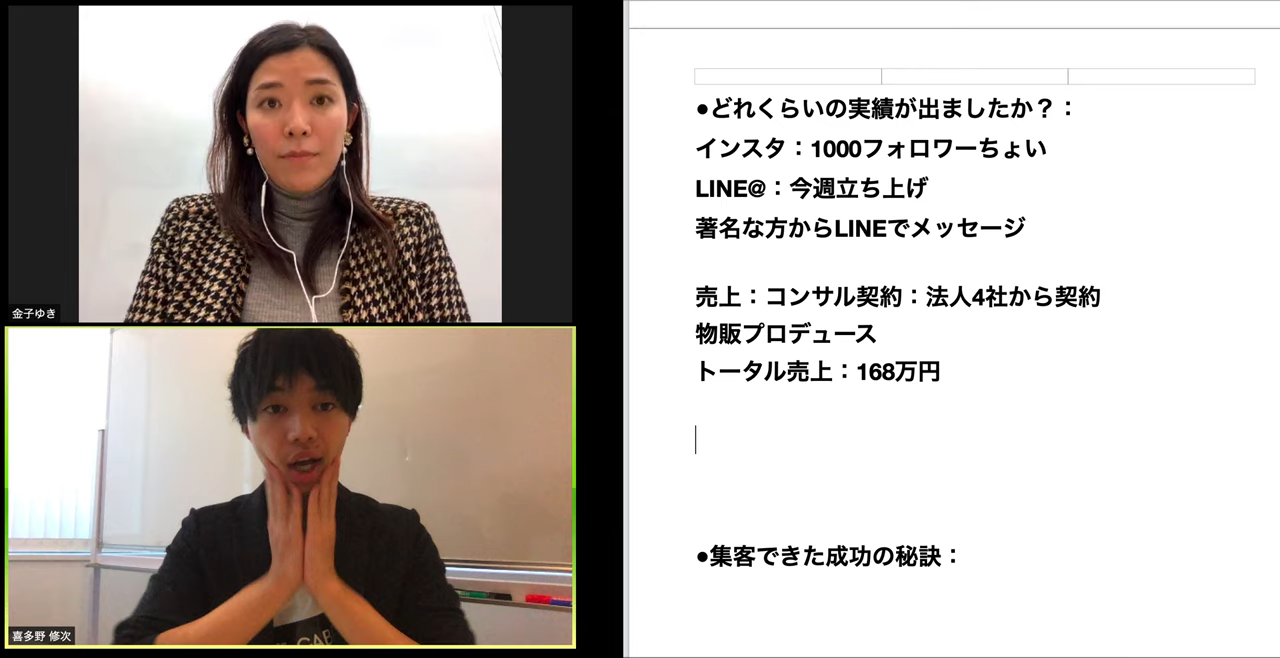 金子ゆき
喜多野 修次
CAB
●どれくらいの実績が出ましたか？：
インスタ：1000フォロワーちょい
LINE@：今週立ち上げ
著名な方からLINEでメッセージ
売上：コンサル契約：法人4社から契約
物販プロデュース
トータル売上：168万円
●集客できた成功の秘訣：